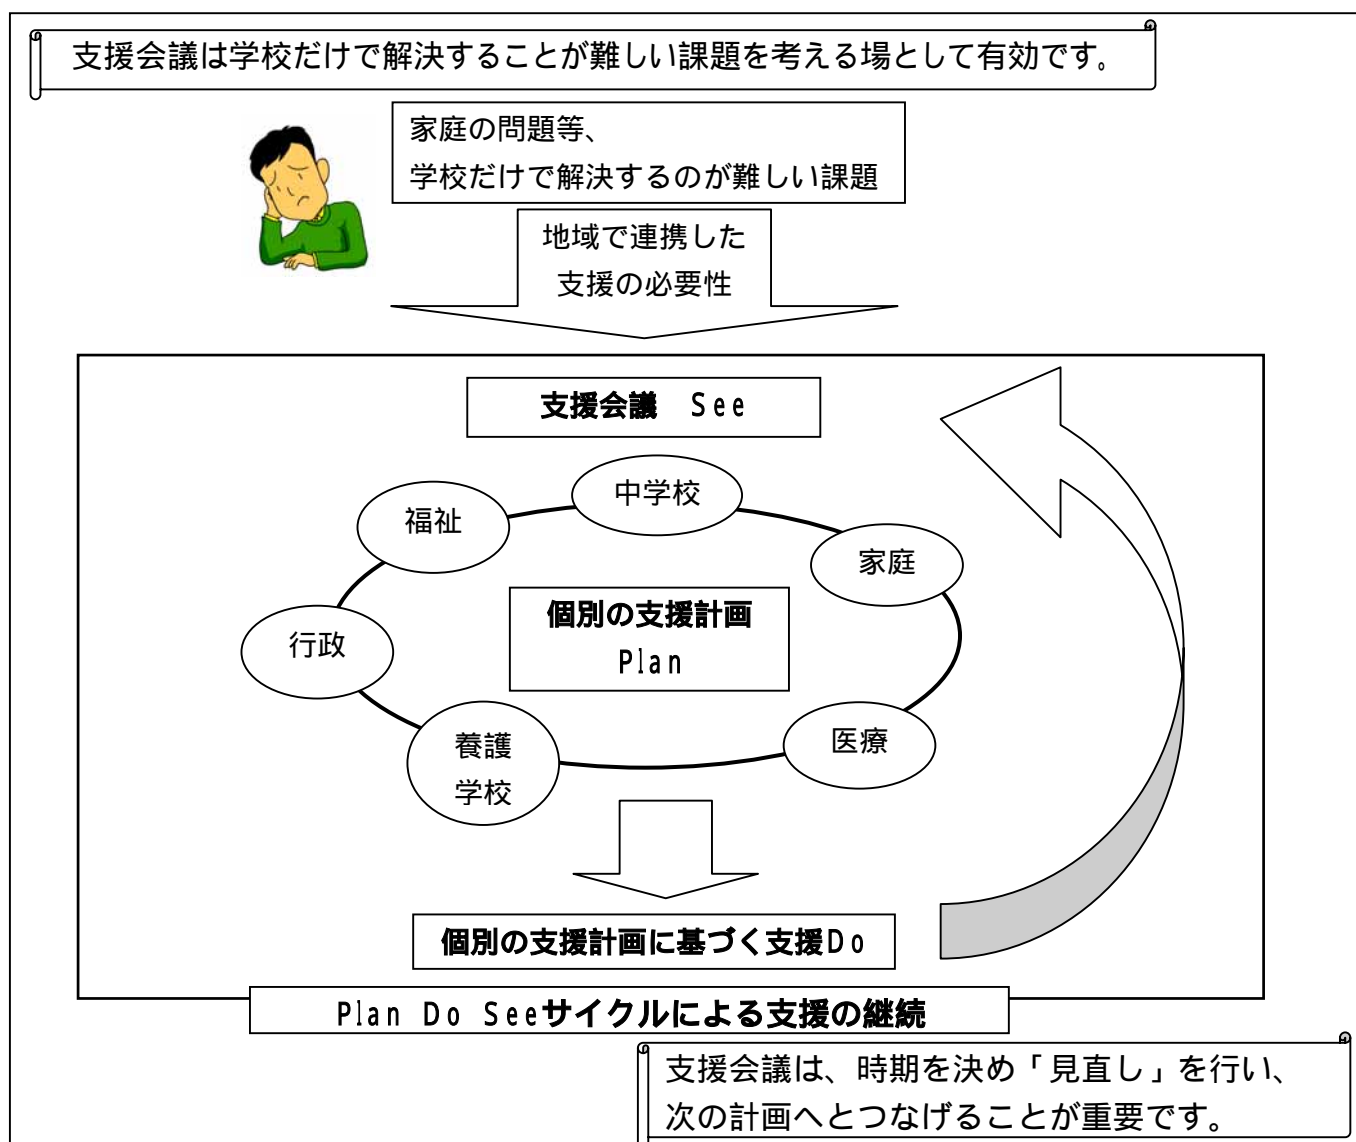 支援会議は学校だけで解決することが難しい課題を考える場として有効です。
家庭の問題等、
学校だけで解決するのが難しい課題
地域で連携した
支援の必要性
支援会議　See
中学校
福祉
家庭
個別の支援計画
Plan
行政
医療
養護
学校
個別の支援計画に基づく支援Do
Plan Do Seeサイクルによる支援の継続
支援会議は、時期を決め「見直し」を行い、
次の計画へとつなげることが重要です。